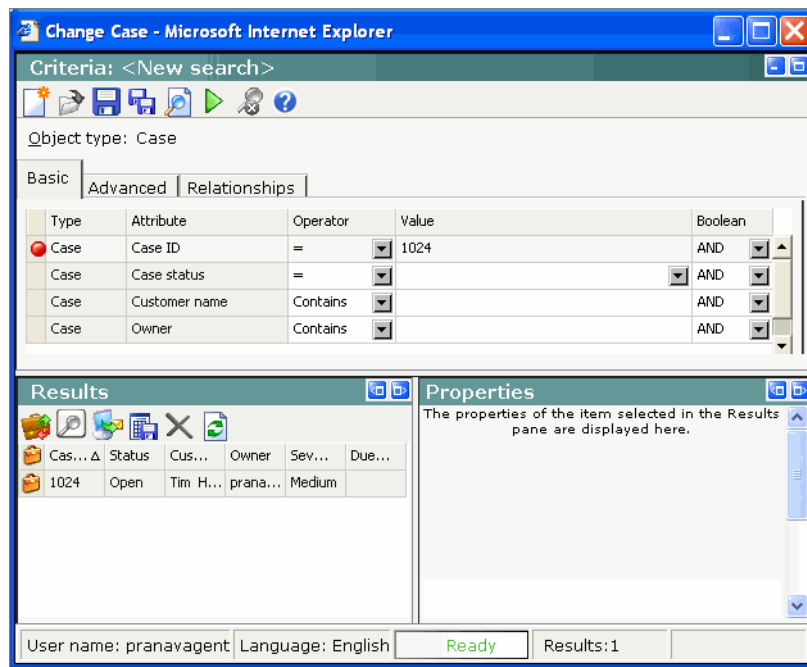 Change Case - Microsoft Internet Explorer
Criteria: <New search>
Object type: Case
Basic Advanced Relationships
Type Attribute Operator Value Boolean
Case Case ID = 1024 AND
Case Case status = AND
Case Customer name Contains AND
Case Owner Contains AND
Results
Cas... Status Cus... Owner Sev... Due...
1024 Open Tim H... prana... Medium
Properties
The properties of the item selected in the Results
pane are displayed here.
User name: pranavagent Language: English Ready Results:1